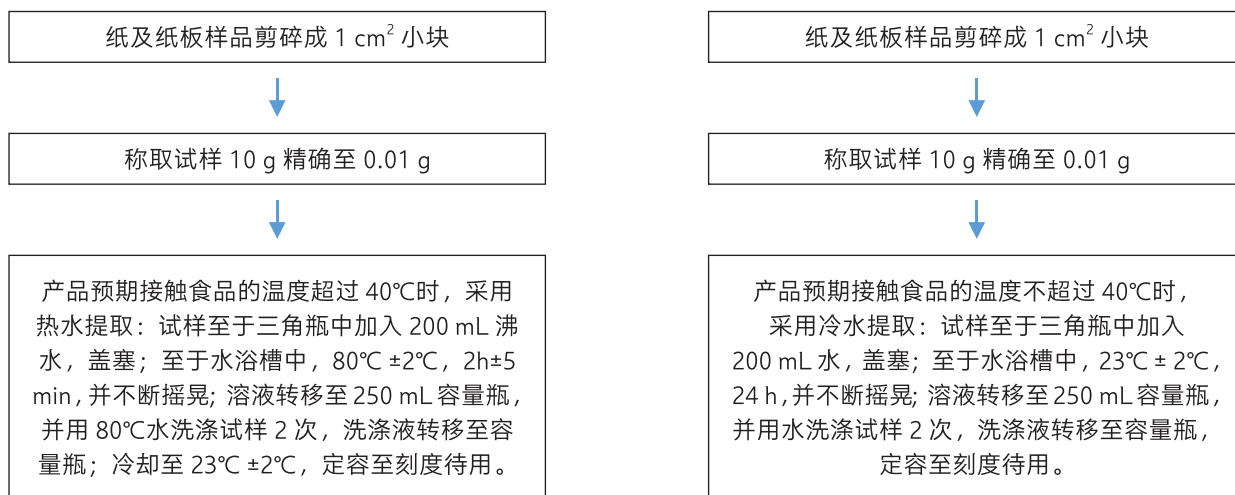 纸及纸板样品剪碎成 1 cm² 小块
称取试样 10 g 精确至 0.01 g
产品预期接触食品的温度超过 40℃时，采用
热水提取：试样至于三角瓶中加入 200 mL 沸
水，盖塞；至于水浴槽中，80℃ ±2℃，2h±5
min，并不断摇晃；溶液转移至 250 mL 容量瓶，
并用 80℃水洗涤试样 2 次，洗涤液转移至容
量瓶；冷却至 23℃ ±2℃，定容至刻度待用。
纸及纸板样品剪碎成 1 cm² 小块
称取试样 10 g 精确至 0.01 g
产品预期接触食品的温度不超过 40℃时，
采用冷水提取：试样至于三角瓶中加入
200 mL 水，盖塞；至于水浴槽中，23℃ ± 2℃，
24 h，并不断摇晃；溶液转移至 250 mL 容量瓶，
并用水洗涤试样 2 次，洗涤液转移至容量瓶，
定容至刻度待用。